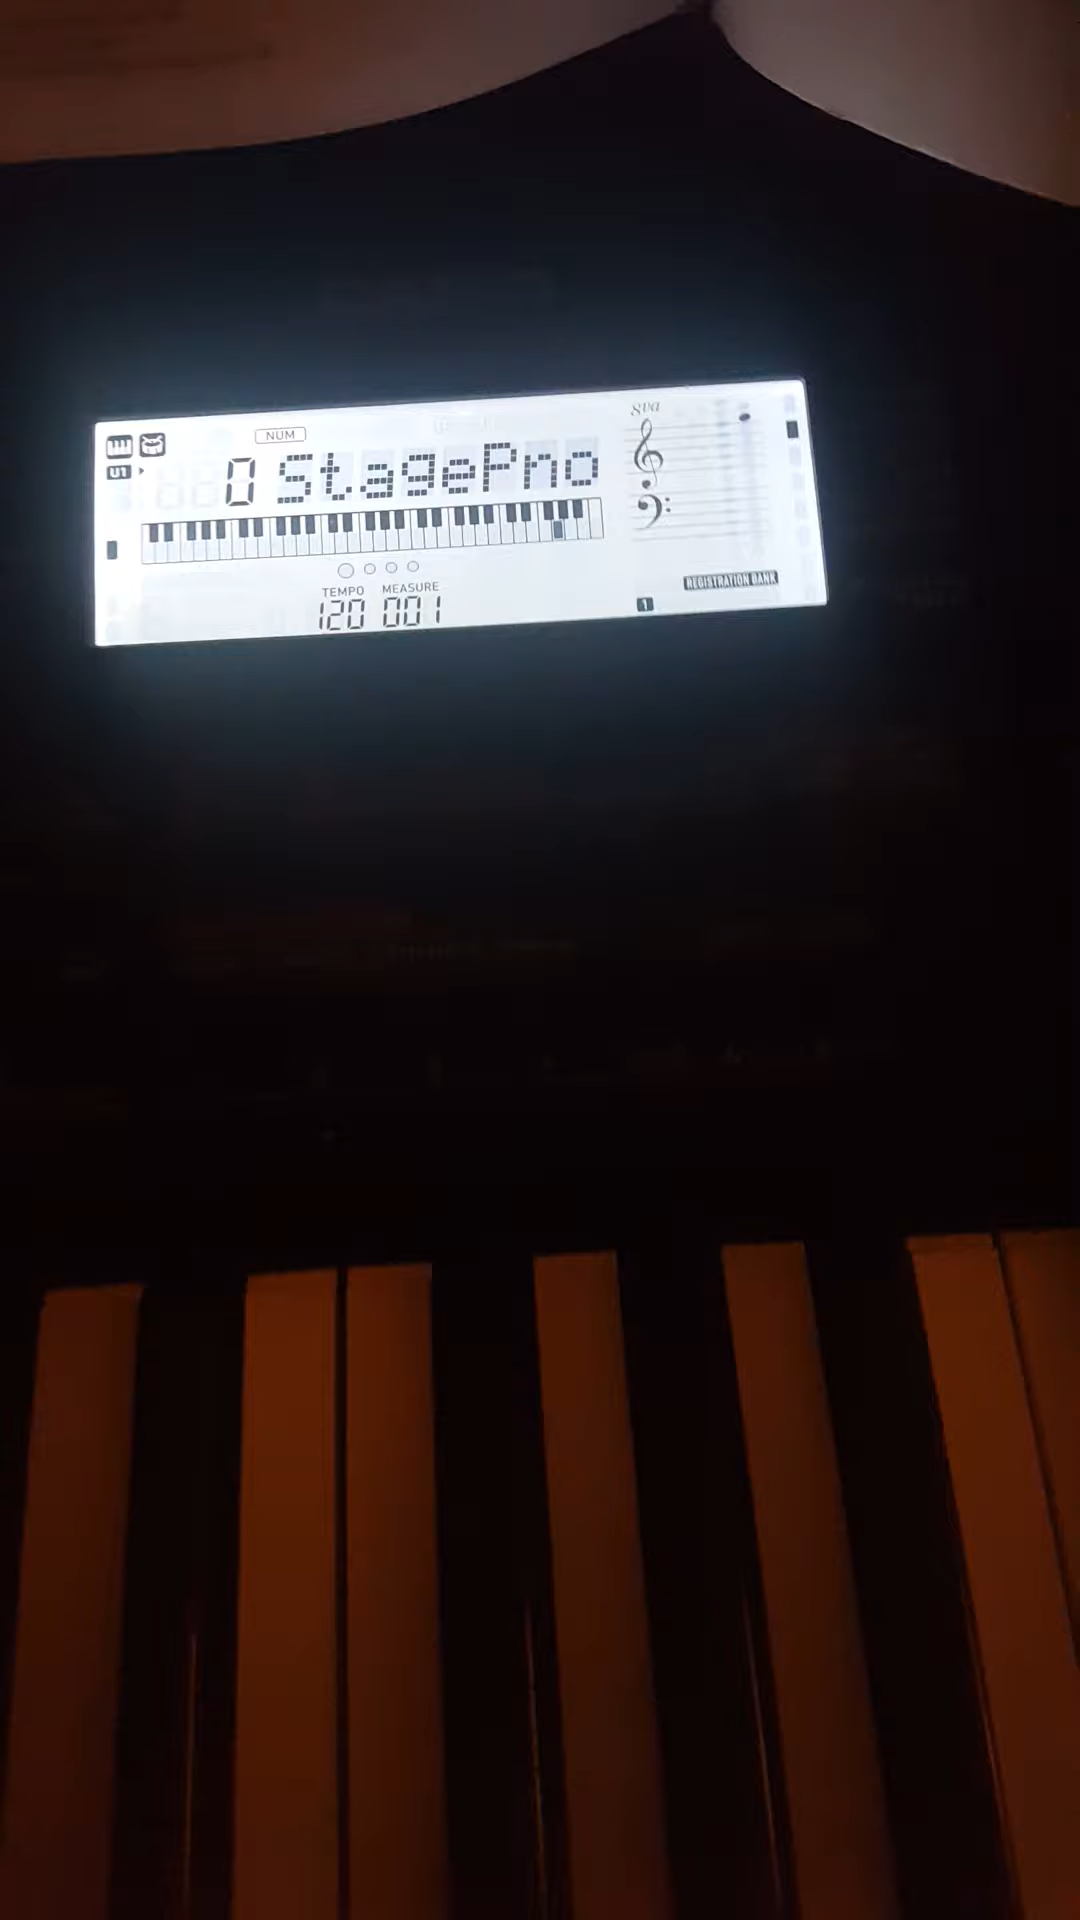 NUM
8va
U1
0 StagePno
TEMPO MEASURE
120 001
REGISTRATION BANK
1